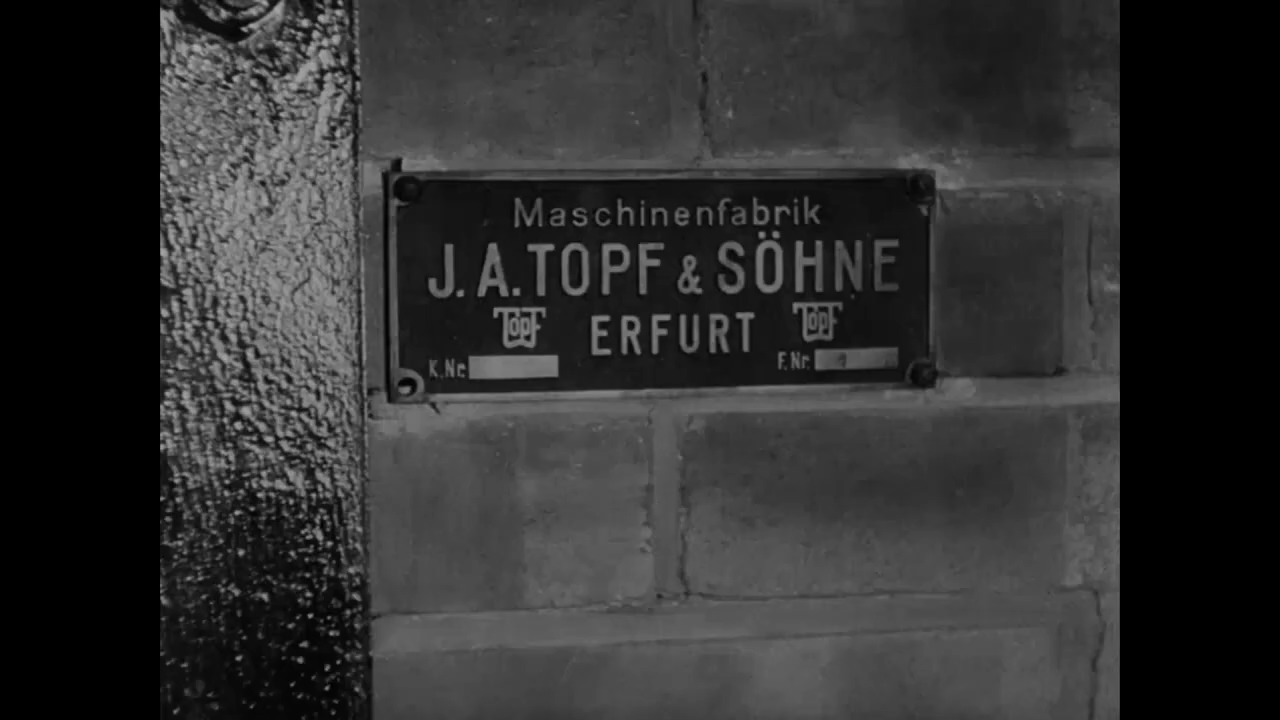 Maschinenfabrik
J. A. TOPF & SÖHNE
TOPF ERFURT TOPF
K. Nr. F. Nr.